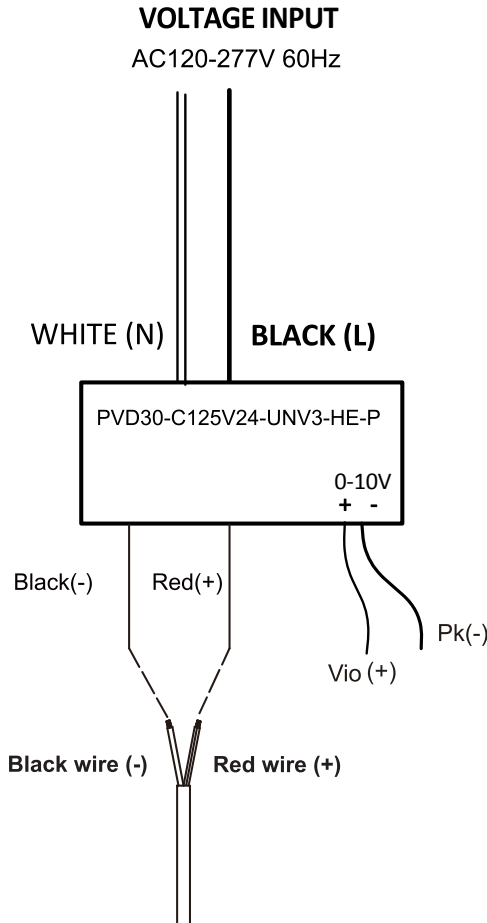 VOLTAGE INPUT
AC120-277V 60Hz
WHITE (N)
BLACK (L)
PVD30-C125V24-UNV3-HE-P
0-10V
+ -
Black(-)
Red(+)
Pk(-)
Vio (+)
Black wire (-)
Red wire (+)